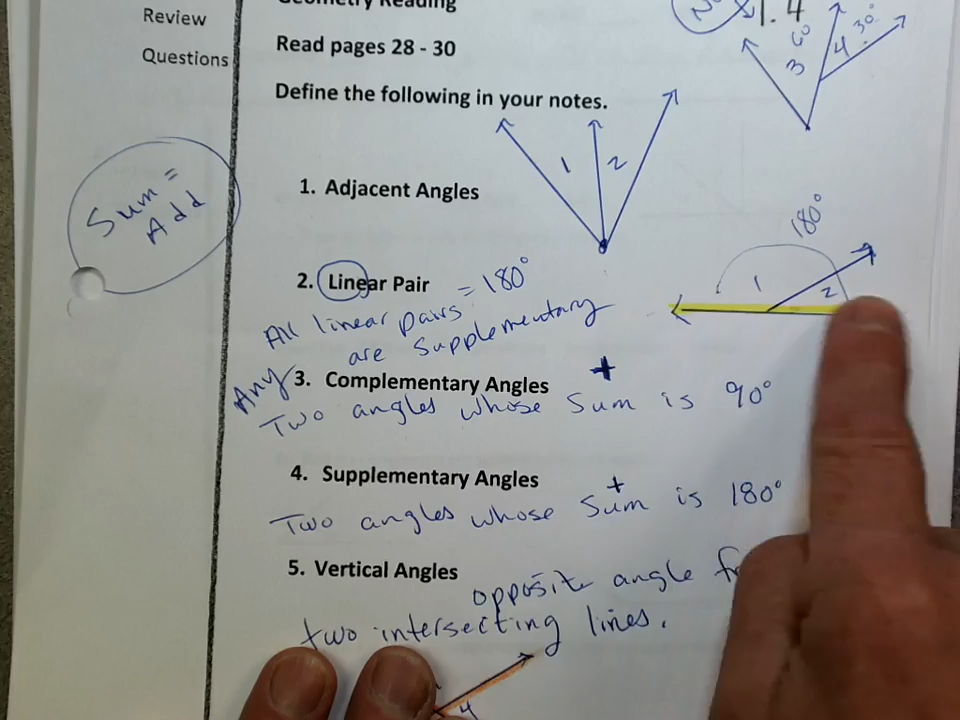 Geometry Reading
1.4
Review
Questions
Read pages 28 - 30
3 60
4 30°
Define the following in your notes.
1 2
Sum =
Add
1. Adjacent Angles
180°
2. Linear Pair = 180°
1 2
All linear pairs
are Supplementary
Any 3. Complementary Angles +
Two angles whose Sum is 90°
4. Supplementary Angles +
Two angles whose Sum is 180°
5. Vertical Angles
opposite angle
two intersecting lines.
4